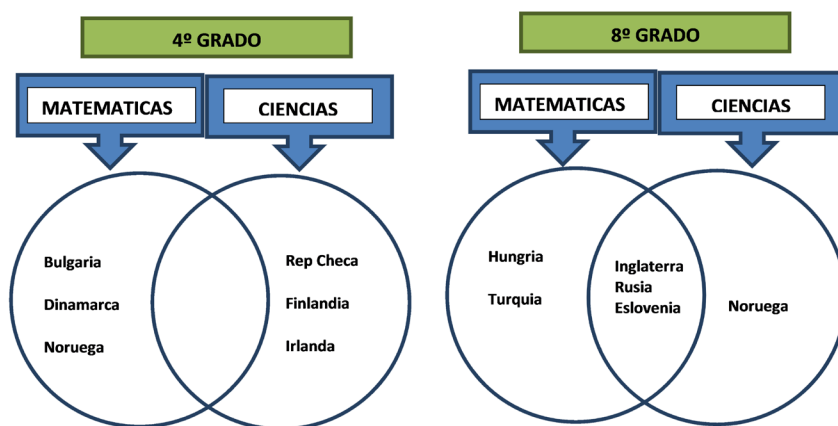 4º GRADO
MATEMATICAS
CIENCIAS
Bulgaria
Dinamarca
Noruega
Rep Checa
Finlandia
Irlanda
8º GRADO
MATEMATICAS
CIENCIAS
Hungria
Turquia
Inglaterra
Rusia
Eslovenia
Noruega